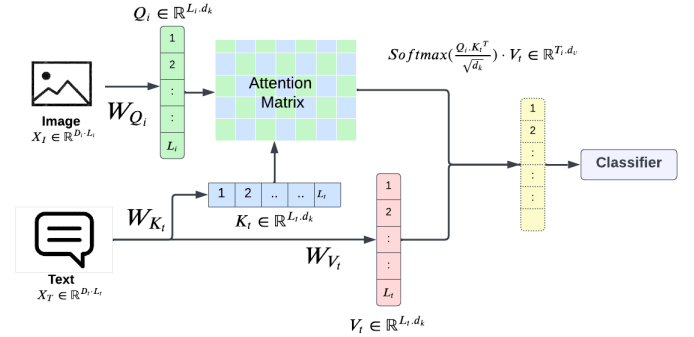 Q_i ∈ ℝ^{L_i.d_k}
1
2
:
:
L_i
W_{Q_i}
Image
X_I ∈ ℝ^{D_i·L_i}
Attention
Matrix
Softmax(\frac{Q_i.K_t^T}{\sqrt{d_k}}) · V_t ∈ ℝ^{T_i.d_v}
1
2
:
:
:
Classifier
1 2 .. .. L_t
K_t ∈ ℝ^{L_t.d_k}
W_{K_t}
W_{V_t}
1
2
:
:
L_t
V_t ∈ ℝ^{L_t.d_k}
Text
X_T ∈ ℝ^{D_t·L_t}